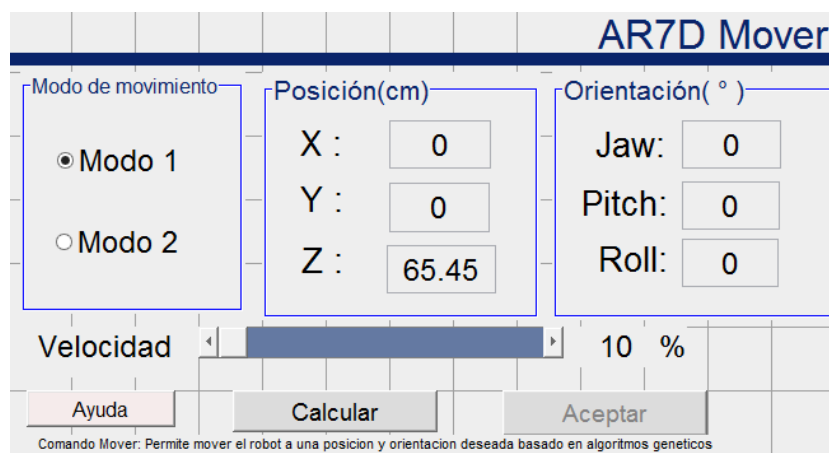 AR7D Mover
Modo de movimiento
Modo 1
Modo 2
Posición(cm)
X : 0
Y : 0
Z : 65.45
Orientación( ° )
Jaw: 0
Pitch: 0
Roll: 0
Velocidad 10 %
Ayuda Calcular Aceptar
Comando Mover: Permite mover el robot a una posicion y orientacion deseada basado en algoritmos geneticos